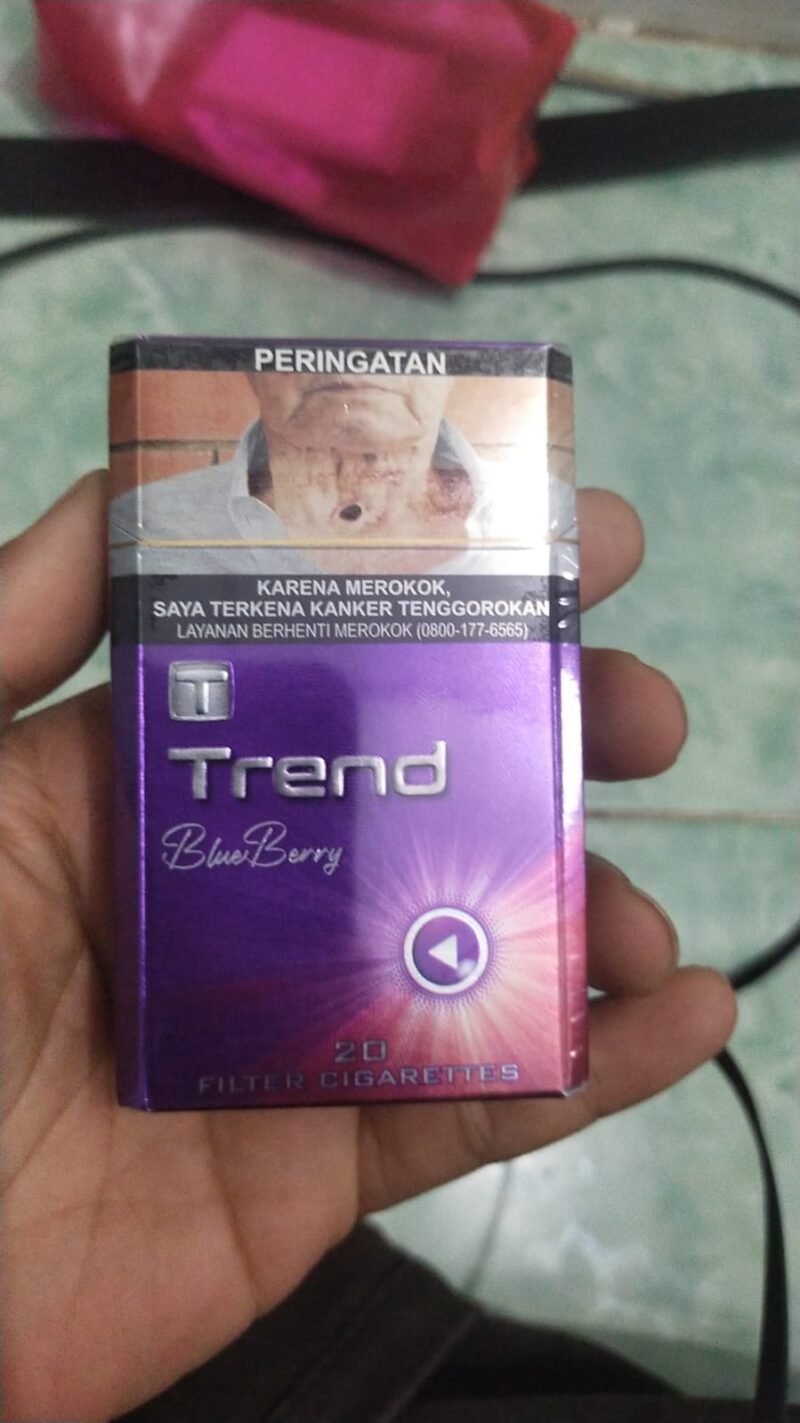 PERINGATAN
KARENA MEROKOK,
SAYA TERKENA KANKER TENGGOROKAN
LAYANAN BERHENTI MEROKOK (0800-177-6565)
T
Trend
BlueBerry
20
FILTER CIGARETTES